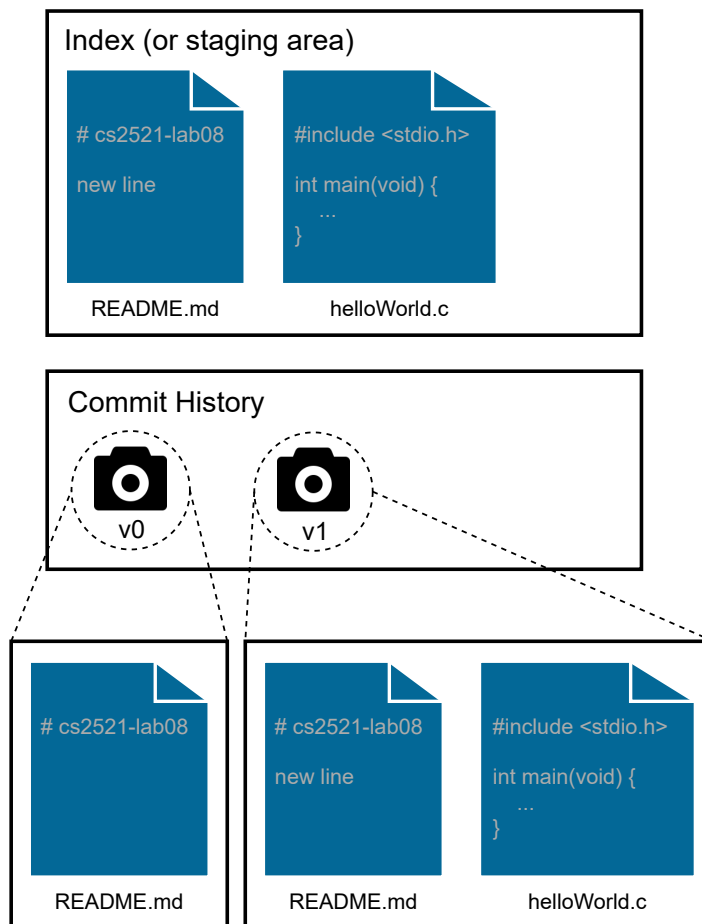 Index (or staging area)
# cs2521-lab08
new line
README.md
#include <stdio.h>
int main(void) {
...
}
helloWorld.c
Commit History
v0
v1
# cs2521-lab08
README.md
# cs2521-lab08
new line
README.md
#include <stdio.h>
int main(void) {
...
}
helloWorld.c